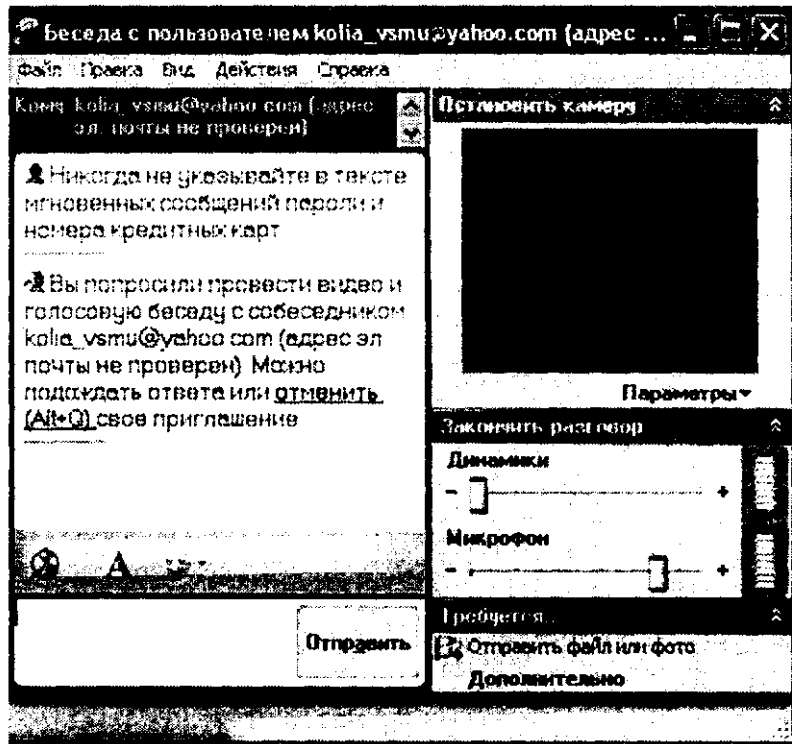 Беседа с пользователем kolia_vsmu@yahoo.com (адрес ...
Файл Правка Вид Действия Справка
Кому: kolia_vsmu@yahoo.com (адрес
эл. почты не проверен)
Никогда не указывайте в тексте
мгновенных сообщений пароли и
номера кредитных карт
Вы попросили провести видео и
голосовую беседу с собеседником
kolia_vsmu@yahoo com (адрес эл
почты не проверен) Можно
подождать ответа или отменить
(Alt+Q) свое приглашение
Отправить
Остановить камеру
Параметры
Закончить разговор
Динамики
- +
Микрофон
- +
Требуется...
Отправить файл или фото
Дополнительно